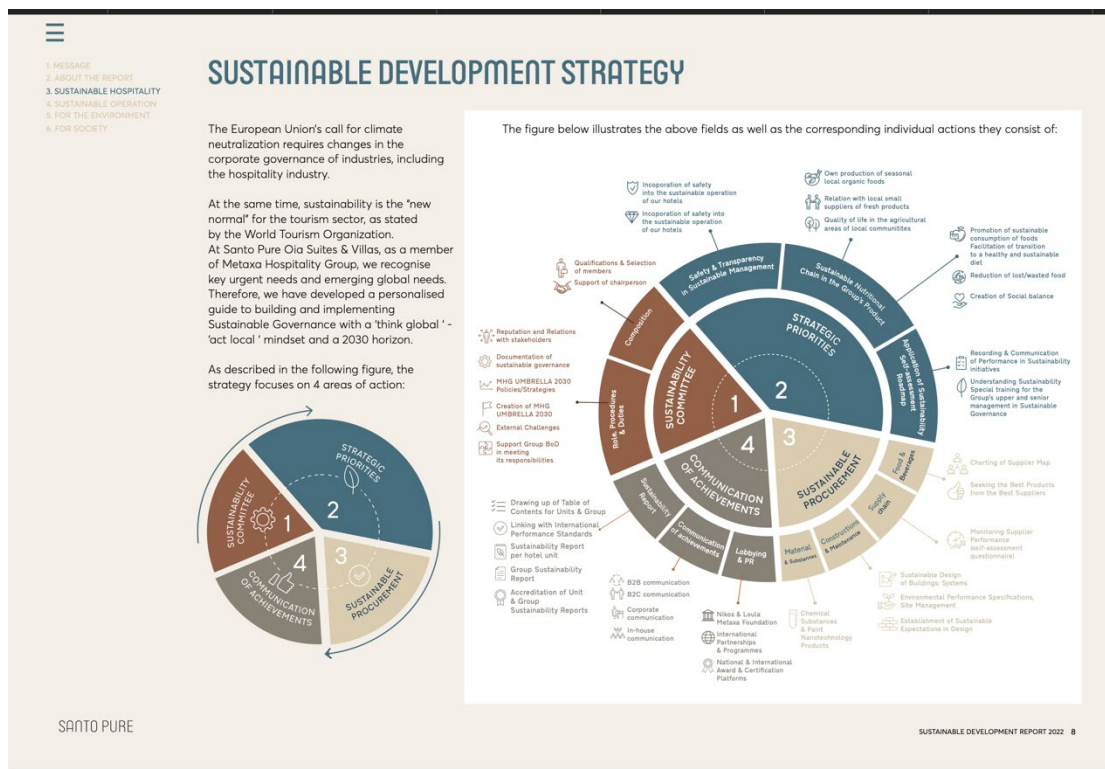 1. MESSAGE
2. ABOUT THE REPORT
3. SUSTAINABLE HOSPITALITY
4. SUSTAINABLE OPERATION
5. FOR THE ENVIRONMENT
6. FOR SOCIETY
SUSTAINABLE DEVELOPMENT STRATEGY
The European Union's call for climate
neutralization requires changes in the
corporate governance of industries, including
the hospitality industry.
At the same time, sustainability is the "new
normal" for the tourism sector, as stated
by the World Tourism Organization.
At Santo Pure Oia Suites & Villas, as a member
of Metaxa Hospitality Group, we recognise
key urgent needs and emerging global needs.
Therefore, we have developed a personalised
guide to building and implementing
Sustainable Governance with a 'think global ' -
'act local ' mindset and a 2030 horizon.
As described in the following figure, the
strategy focuses on 4 areas of action:
SUSTAINABILITY
COMMITTEE
1
STRATEGIC
PRIORITIES
2
3
SUSTAINABLE
PROCUREMENT
4
COMMUNICATION
OF ACHIEVEMENTS
The figure below illustrates the above fields as well as the corresponding individual actions they consist of:
Incoporation of safety
into the sustainable operation
of our hotels
Incoporation of safety into
the sustainable operation
of our hotels
Own production of seasonal
local organic foods
Relation with local small
suppliers of fresh products
Quality of life in the agricultural
areas of local communitites
Promotion of sustainable
consumption of foods
Facilitation of transition
to a healthy and sustainable
diet
Reduction of lost/wasted food
Creation of Social balance
Qualifications & Selection
of members
Support of chairperson
Reputation and Relations
with stakeholders
Documentation of
sustainable governance
MHG UMBRELLA 2030
Policies/Strategies
Creation of MHG
UMBRELLA 2030
External Challenges
Support Group BoD
in meeting
its responsibilities
Safety & Transparency
in Sustainable Management
Sustainable Nutritional
Chain in the Group's Product
Application of Sustainability
Self-assessment
Roadmap
Composition
Role, Procedures
& Duties
SUSTAINABILITY
COMMITTEE
1
STRATEGIC
PRIORITIES
2
3
SUSTAINABLE
PROCUREMENT
4
COMMUNICATION
OF ACHIEVEMENTS
Food &
Beverages
Supply
chain
Constructions
& Maintenance
Material
& Substances
Lobbying
& PR
Communication
of achievements
Sustainability
Report
Recording & Communication
of Performance in Sustainability
initiatives
Understanding Sustainability
Special training for the
Group's upper and senior
management in Sustainable
Governance
Charting of Supplier Map
Seeking the Best Products
from the Best Suppliers
Monitoring Supplier
Performance
(self-assessment
questionnaire)
Sustainable Design
of Buildings: Systems
Environmental Performance Specifications,
Site Management
Establishment of Sustainable
Expectations in Design
Chemical
Substances
& Paint
Nanotechnology
Products
Drawing up of Table of
Contents for Units & Group
Linking with International
Performance Standards
Sustainability Report
per hotel unit
Group Sustainability
Report
Accreditation of Unit
& Group
Sustainability Reports
B2B communication
B2C communication
Corporate
communication
In-house
communication
Nikos & Loula
Metaxa Foundation
International
Partnerships
& Programmes
National & International
Award & Certification
Platforms
SANTO PURE
SUSTAINABLE DEVELOPMENT REPORT 2022 8